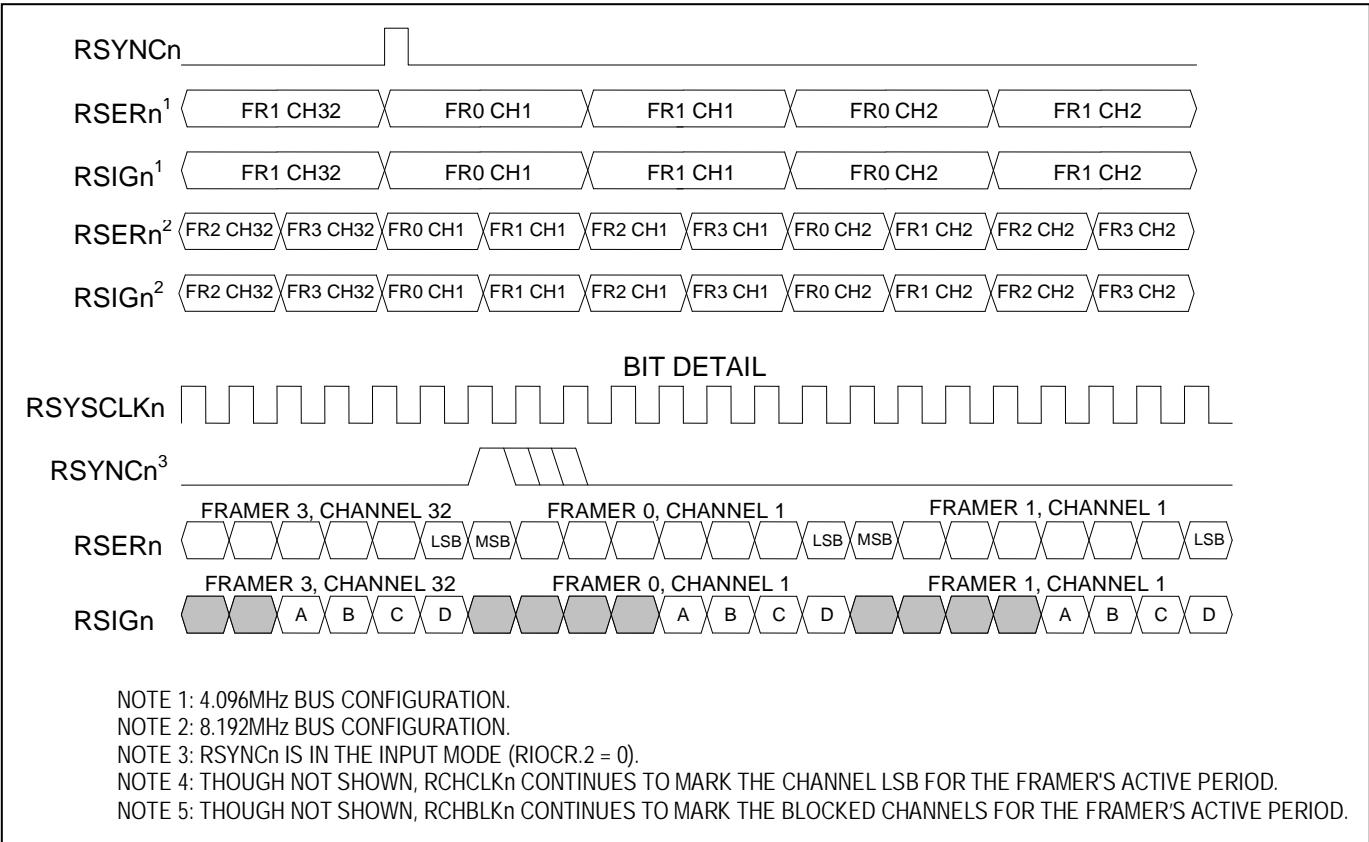 RSYNCn
RSERn1 FR1 CH32 FR0 CH1 FR1 CH1 FR0 CH2 FR1 CH2
RSIGn1 FR1 CH32 FR0 CH1 FR1 CH1 FR0 CH2 FR1 CH2
RSERn2 FR2 CH32 FR3 CH32 FR0 CH1 FR1 CH1 FR2 CH1 FR3 CH1 FR0 CH2 FR1 CH2 FR2 CH2 FR3 CH2
RSIGn2 FR2 CH32 FR3 CH32 FR0 CH1 FR1 CH1 FR2 CH1 FR3 CH1 FR0 CH2 FR1 CH2 FR2 CH2 FR3 CH2
BIT DETAIL
RSYSCLKn
RSYNCn3
FRAMER 3, CHANNEL 32 FRAMER 0, CHANNEL 1 FRAMER 1, CHANNEL 1
RSERn LSB MSB LSB MSB LSB
FRAMER 3, CHANNEL 32 FRAMER 0, CHANNEL 1 FRAMER 1, CHANNEL 1
RSIGn A B C D A B C D A B C D
NOTE 1: 4.096MHz BUS CONFIGURATION.
NOTE 2: 8.192MHz BUS CONFIGURATION.
NOTE 3: RSYNCn IS IN THE INPUT MODE (RIOCR.2 = 0).
NOTE 4: THOUGH NOT SHOWN, RCHCLKn CONTINUES TO MARK THE CHANNEL LSB FOR THE FRAMER'S ACTIVE PERIOD.
NOTE 5: THOUGH NOT SHOWN, RCHBLKn CONTINUES TO MARK THE BLOCKED CHANNELS FOR THE FRAMER'S ACTIVE PERIOD.